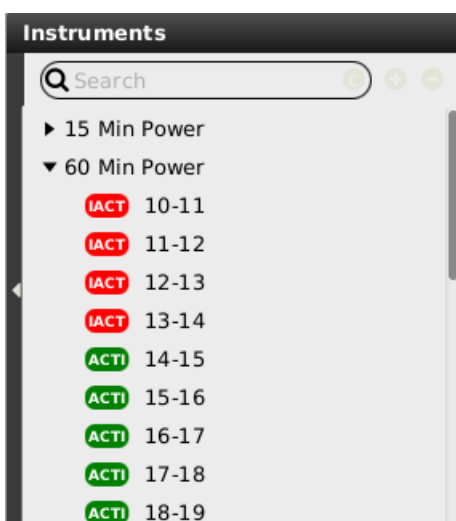 Instruments
Search
15 Min Power
60 Min Power
IACT 10-11
IACT 11-12
IACT 12-13
IACT 13-14
ACTI 14-15
ACTI 15-16
ACTI 16-17
ACTI 17-18
ACTI 18-19